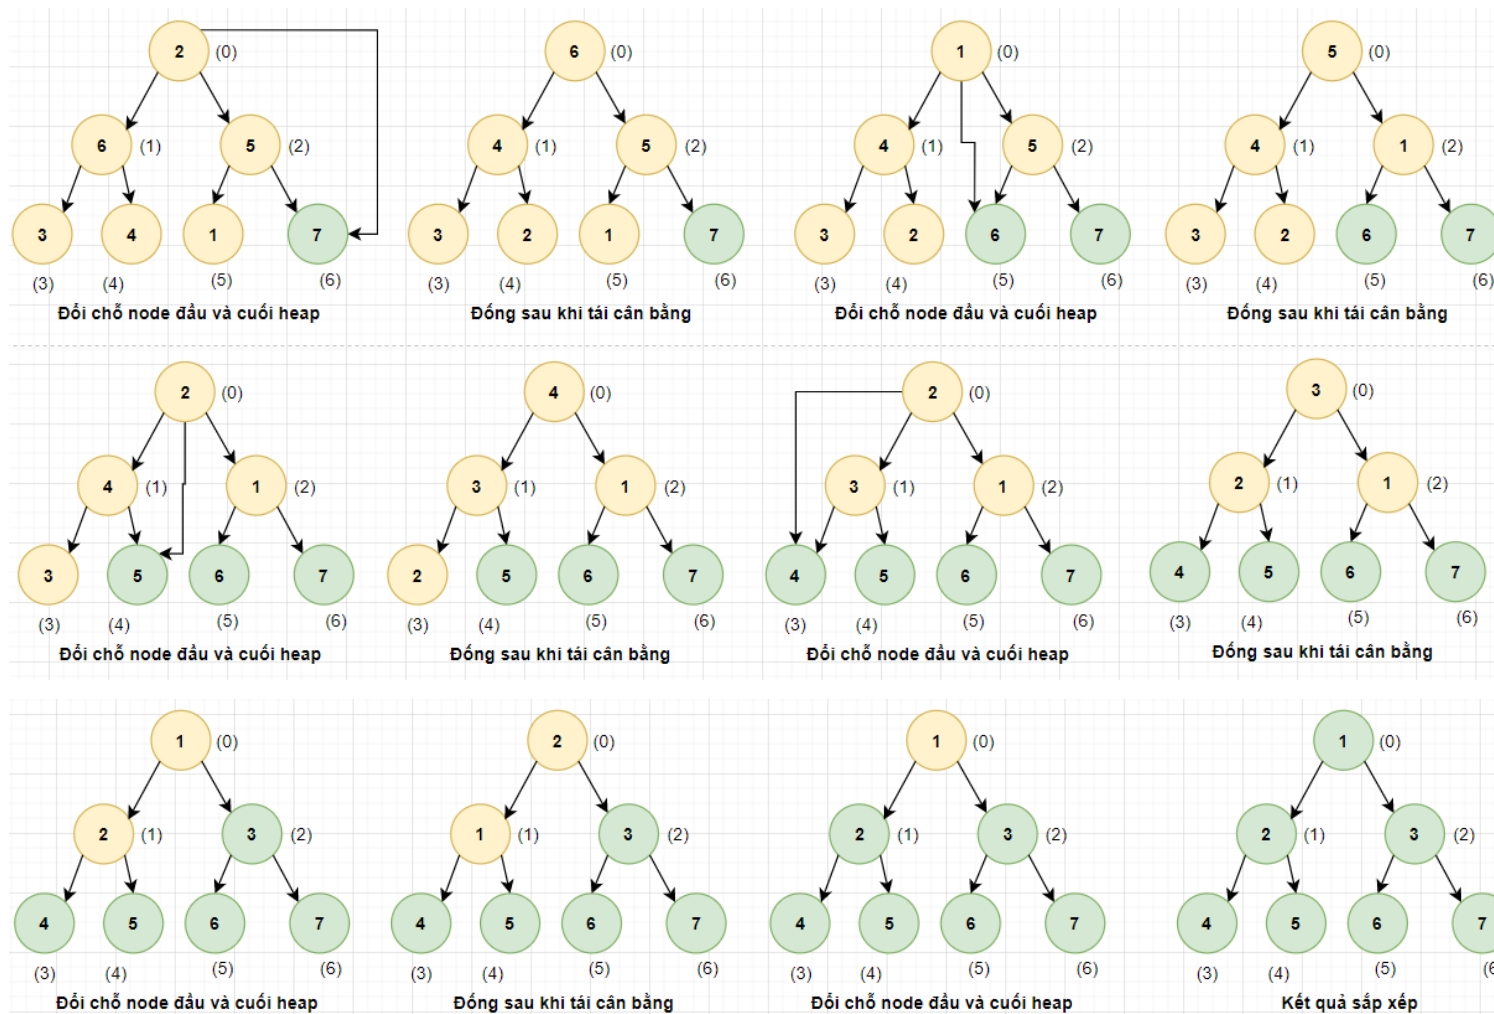 2 (0)
6 (1) 5 (2)
3 4 1 7
(3) (4) (5) (6)
Đổi chỗ node đầu và cuối heap
6 (0)
4 (1) 5 (2)
3 2 1 7
(3) (4) (5) (6)
Đống sau khi tái cân bằng
1 (0)
4 (1) 5 (2)
3 2 6 7
(3) (4) (5) (6)
Đổi chỗ node đầu và cuối heap
5 (0)
4 (1) 1 (2)
3 2 6 7
(3) (4) (5) (6)
Đống sau khi tái cân bằng
2 (0)
4 (1) 1 (2)
3 5 6 7
(3) (4) (5) (6)
Đổi chỗ node đầu và cuối heap
4 (0)
3 (1) 1 (2)
2 5 6 7
(3) (4) (5) (6)
Đống sau khi tái cân bằng
2 (0)
3 (1) 1 (2)
4 5 6 7
(3) (4) (5) (6)
Đổi chỗ node đầu và cuối heap
3 (0)
2 (1) 1 (2)
4 5 6 7
(3) (4) (5) (6)
Đống sau khi tái cân bằng
1 (0)
2 (1) 3 (2)
4 5 6 7
(3) (4) (5) (6)
Đổi chỗ node đầu và cuối heap
2 (0)
1 (1) 3 (2)
4 5 6 7
(3) (4) (5) (6)
Đống sau khi tái cân bằng
1 (0)
2 (1) 3 (2)
4 5 6 7
(3) (4) (5) (6)
Đổi chỗ node đầu và cuối heap
1 (0)
2 (1) 3 (2)
4 5 6 7
(3) (4) (5) (6
Kết quả sắp xếp